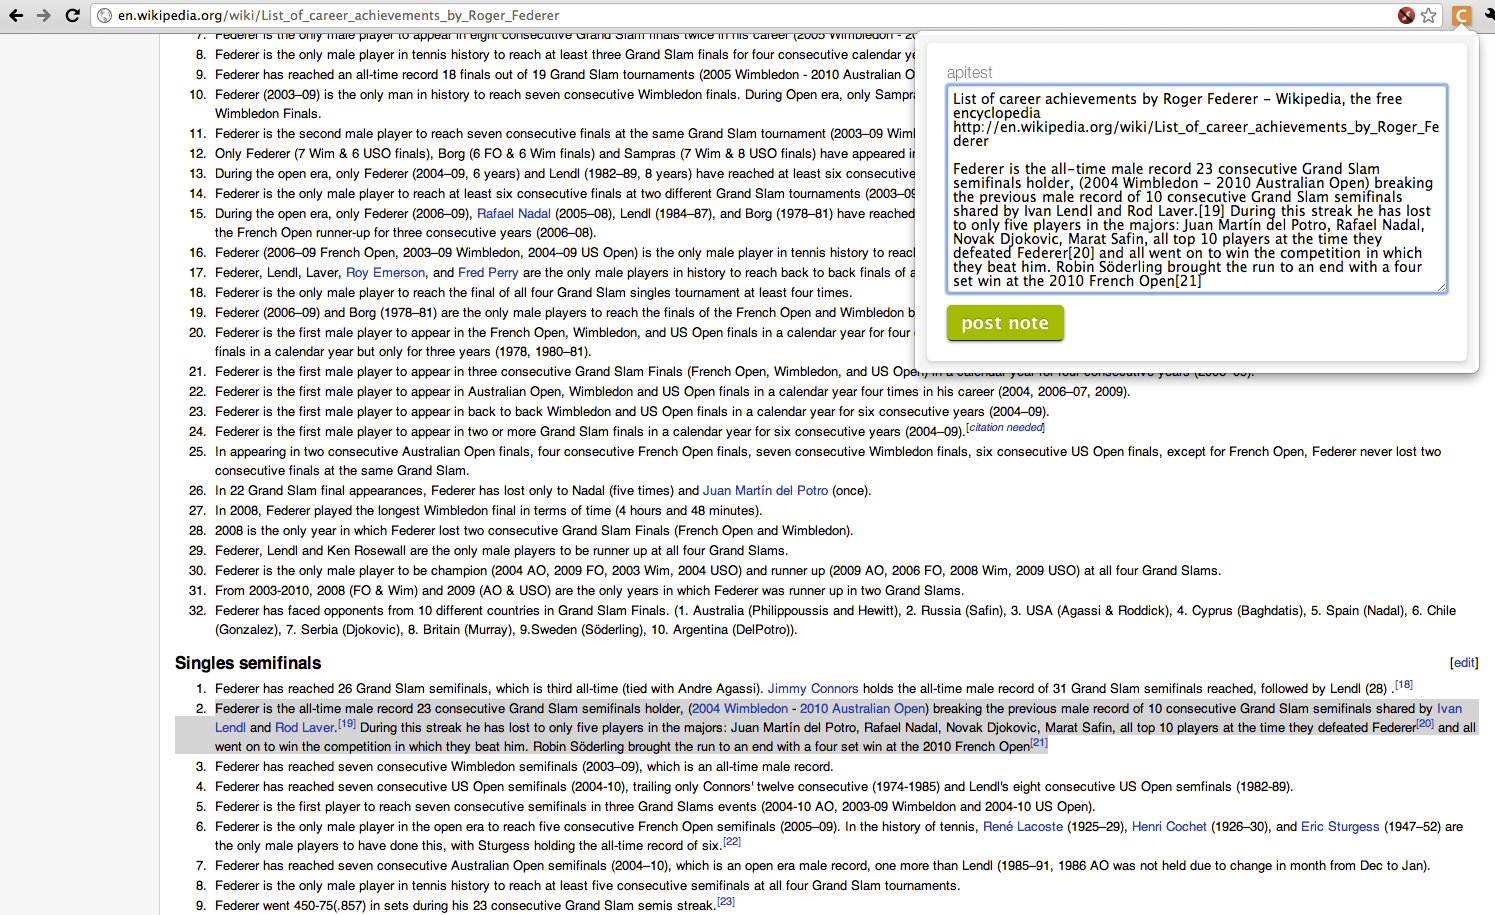 en.wikipedia.org/wiki/List_of_career_achievements_by_Roger_Federer
C
7. Federer is the only male player to appear in eight consecutive Grand Slam finals twice in his career (2005 Wimbledon -
8. Federer is the only male player in tennis history to reach at least three Grand Slam finals for four consecutive calendar ye
9. Federer has reached an all-time record 18 finals out of 19 Grand Slam tournaments (2005 Wimbledon - 2010 Australian O
10. Federer (2003–09) is the only man in history to reach seven consecutive Wimbledon finals. During Open era, only Sampra
Wimbledon Finals.
11. Federer is the second male player to reach seven consecutive finals at the same Grand Slam tournament (2003–09 Wiml
12. Only Federer (7 Wim & 6 USO finals), Borg (6 FO & 6 Wim finals) and Sampras (7 Wim & 8 USO finals) have appeared i
13. During the open era, only Federer (2004–09, 6 years) and Lendl (1982–89, 8 years) have reached at least six consecutive
14. Federer is the only male player to reach at least six consecutive finals at two different Grand Slam tournaments (2003–09
15. During the open era, only Federer (2006–09), Rafael Nadal (2005–08), Lendl (1984–87), and Borg (1978–81) have reached
the French Open runner-up for three consecutive years (2006–08).
16. Federer (2006–09 French Open, 2003–09 Wimbledon, 2004–09 US Open) is the only male player in tennis history to reach
17. Federer, Lendl, Laver, Roy Emerson, and Fred Perry are the only male players in history to reach back to back finals of a
18. Federer is the only male player to reach the final of all four Grand Slam singles tournament at least four times.
19. Federer (2006–09) and Borg (1978–81) are the only male players to reach the finals of the French Open and Wimbledon b
20. Federer is the first male player to appear in the French Open, Wimbledon, and US Open finals in a calendar year for four
finals in a calendar year but only for three years (1978, 1980–81).
21. Federer is the first male player to appear in three consecutive Grand Slam Finals (French Open, Wimbledon, and US Open) in a calendar year for four consecutive years (2006–09).
22. Federer is the first male player to appear in Australian Open, Wimbledon and US Open finals in a calendar year four times in his career (2004, 2006–07, 2009).
23. Federer is the first male player to appear in back to back Wimbledon and US Open finals in a calendar year for six consecutive years (2004–09).
24. Federer is the first male player to appear in two or more Grand Slam finals in a calendar year for six consecutive years (2004–09).[citation needed]
25. In appearing in two consecutive Australian Open finals, four consecutive French Open finals, seven consecutive Wimbledon finals, six consecutive US Open finals, except for French Open, Federer never lost two
consecutive finals at the same Grand Slam.
26. In 22 Grand Slam final appearances, Federer has lost only to Nadal (five times) and Juan Martín del Potro (once).
27. In 2008, Federer played the longest Wimbledon final in terms of time (4 hours and 48 minutes).
28. 2008 is the only year in which Federer lost two consecutive Grand Slam Finals (French Open and Wimbledon).
29. Federer, Lendl and Ken Rosewall are the only male players to be runner up at all four Grand Slams.
30. Federer is the only male player to be champion (2004 AO, 2009 FO, 2003 Wim, 2004 USO) and runner up (2009 AO, 2006 FO, 2008 Wim, 2009 USO) at all four Grand Slams.
31. From 2003-2010, 2008 (FO & Wim) and 2009 (AO & USO) are the only years in which Federer was runner up in two Grand Slams.
32. Federer has faced opponents from 10 different countries in Grand Slam Finals. (1. Australia (Philippoussis and Hewitt), 2. Russia (Safin), 3. USA (Agassi & Roddick), 4. Cyprus (Baghdatis), 5. Spain (Nadal), 6. Chile
(Gonzalez), 7. Serbia (Djokovic), 8. Britain (Murray), 9.Sweden (Söderling), 10. Argentina (DelPotro)).
Singles semifinals
[edit]
1. Federer has reached 26 Grand Slam semifinals, which is third all-time (tied with Andre Agassi). Jimmy Connors holds the all-time male record of 31 Grand Slam semifinals reached, followed by Lendl (28) .[18]
2. Federer is the all-time male record 23 consecutive Grand Slam semifinals holder, (2004 Wimbledon - 2010 Australian Open) breaking the previous male record of 10 consecutive Grand Slam semifinals shared by Ivan
Lendl and Rod Laver.[19] During this streak he has lost to only five players in the majors: Juan Martín del Potro, Rafael Nadal, Novak Djokovic, Marat Safin, all top 10 players at the time they defeated Federer[20] and all
went on to win the competition in which they beat him. Robin Söderling brought the run to an end with a four set win at the 2010 French Open[21]
3. Federer has reached seven consecutive Wimbledon semifinals (2003–09), which is an all-time male record.
4. Federer has reached seven consecutive US Open semifinals (2004-10), trailing only Connors' twelve consecutive (1974-1985) and Lendl's eight consecutive US Open semfinals (1982-89).
5. Federer is the first player to reach seven consecutive semifinals in three Grand Slams events (2004-10 AO, 2003-09 Wimbeldon and 2004-10 US Open).
6. Federer is the only male player in the open era to reach five consecutive French Open semifinals (2005–09). In the history of tennis, René Lacoste (1925–29), Henri Cochet (1926–30), and Eric Sturgess (1947–52) are
the only male players to have done this, with Sturgess holding the all-time record of six.[22]
7. Federer has reached seven consecutive Australian Open semifinals (2004–10), which is an open era male record, one more than Lendl (1985–91, 1986 AO was not held due to change in month from Dec to Jan).
8. Federer is the only male player in tennis history to reach at least five consecutive semifinals at all four Grand Slam tournaments.
9. Federer went 450-75(.857) in sets during his 23 consecutive Grand Slam semis streak.[23]
apitest
List of career achievements by Roger Federer – Wikipedia, the free
encyclopedia
http://en.wikipedia.org/wiki/List_of_career_achievements_by_Roger_Fe
derer
Federer is the all-time male record 23 consecutive Grand Slam
semifinals holder, (2004 Wimbledon – 2010 Australian Open) breaking
the previous male record of 10 consecutive Grand Slam semifinals
shared by Ivan Lendl and Rod Laver.[19] During this streak he has lost
to only five players in the majors: Juan Martín del Potro, Rafael Nadal,
Novak Djokovic, Marat Safin, all top 10 players at the time they
defeated Federer[20] and all went on to win the competition in which
they beat him. Robin Söderling brought the run to an end with a four
set win at the 2010 French Open[21]
post note